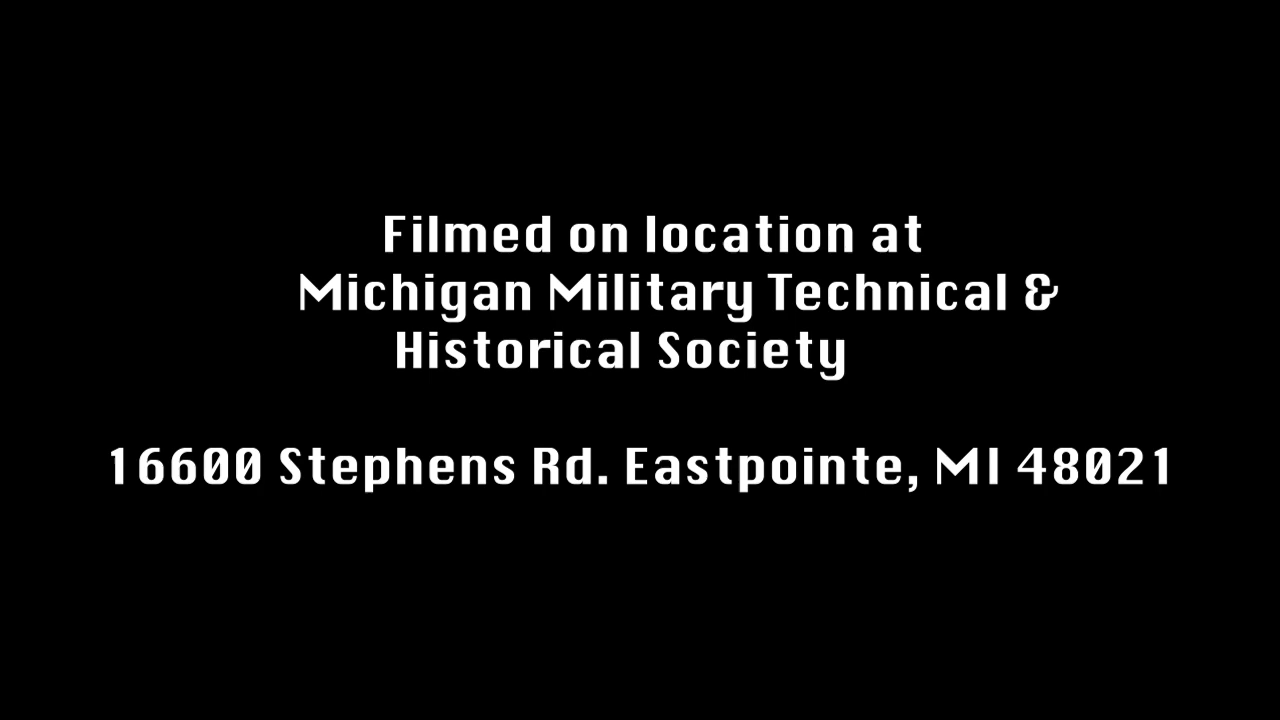 Filmed on location at
Michigan Military Technical &
Historical Society
16600 Stephens Rd. Eastpointe, MI 48021